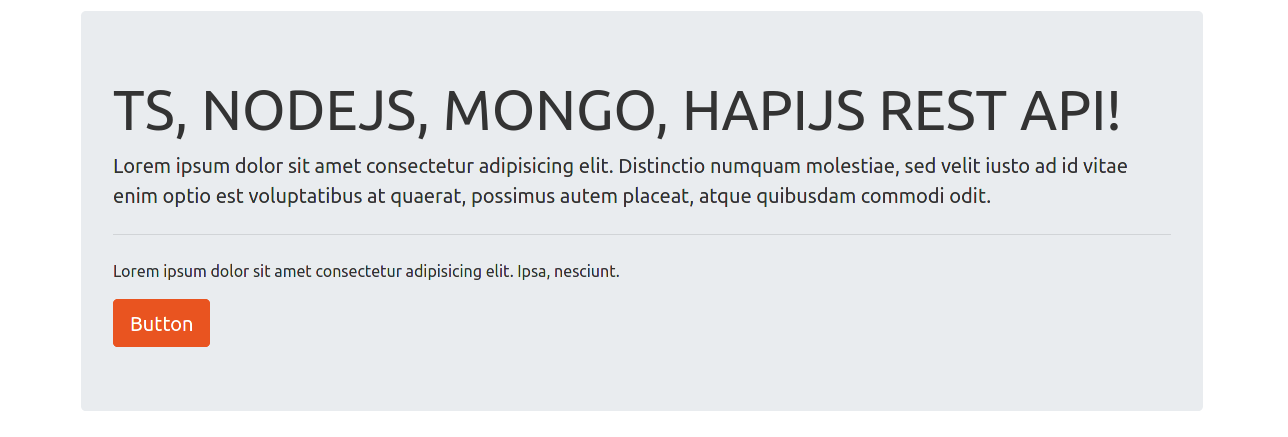 TS, NODEJS, MONGO, HAPIJS REST API!
Lorem ipsum dolor sit amet consectetur adipisicing elit. Distinctio numquam molestiae, sed velit iusto ad id vitae
enim optio est voluptatibus at quaerat, possimus autem placeat, atque quibusdam commodi odit.
Lorem ipsum dolor sit amet consectetur adipisicing elit. Ipsa, nesciunt.
Button